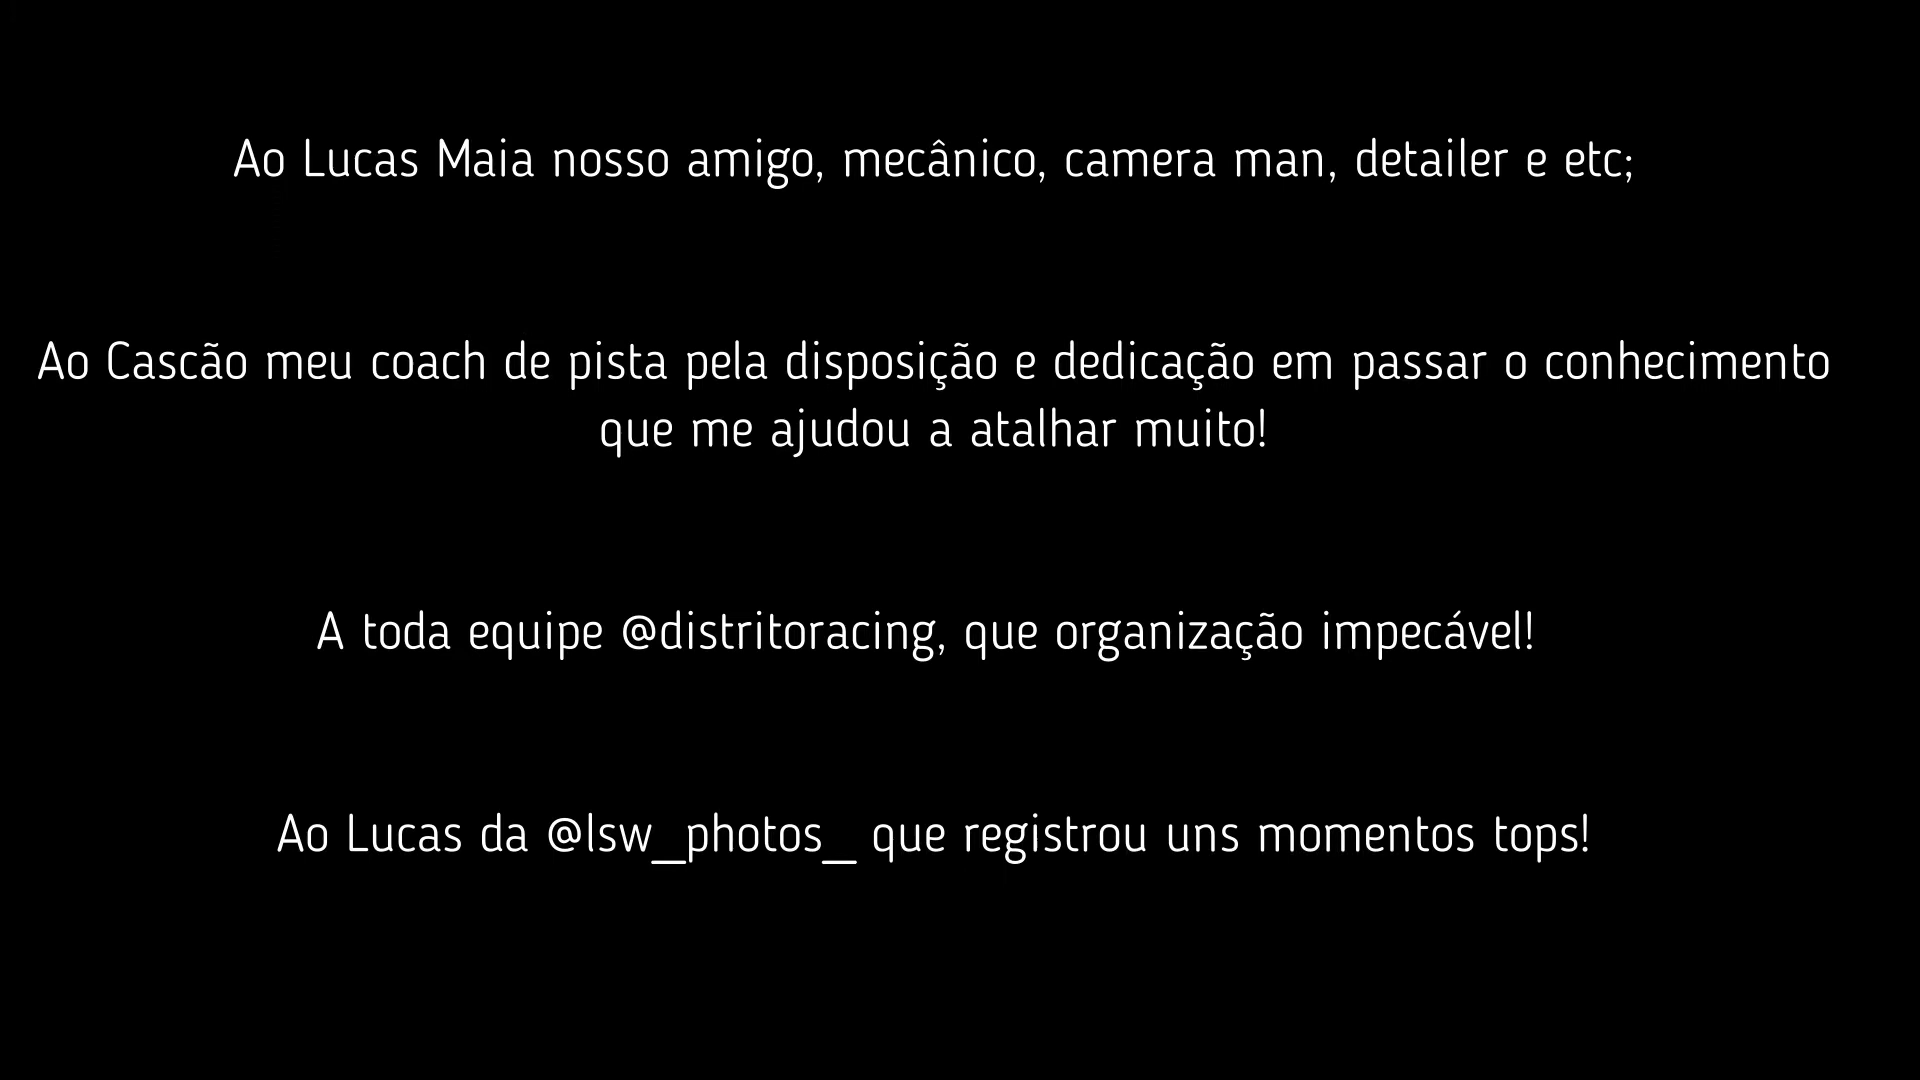 Ao Lucas Maia nosso amigo, mecânico, camera man, detailer e etc;
Ao Cascão meu coach de pista pela disposição e dedicação em passar o conhecimento
que me ajudou a atalhar muito!
A toda equipe @distritoracing, que organização impecável!
Ao Lucas da @lsw_photos_ que registrou uns momentos tops!